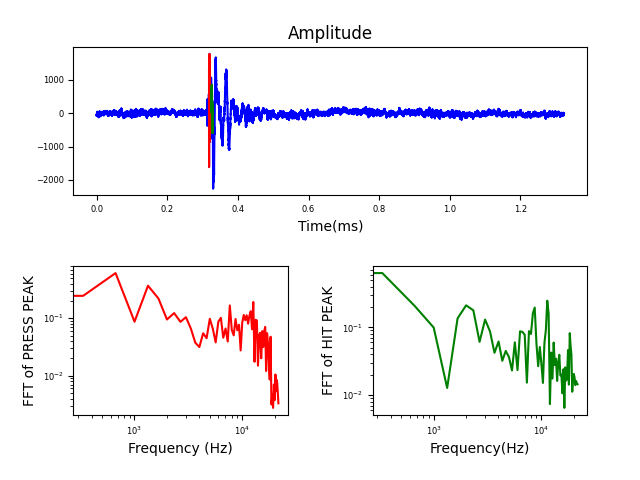 Amplitude
1000
0
−1000
−2000
0.0 0.2 0.4 0.6 0.8 1.0 1.2
Time(ms)
FFT of PRESS PEAK
10⁻¹
10⁻²
10³ 10⁴
Frequency (Hz)
FFT of HIT PEAK
10⁻¹
10⁻²
10³ 10⁴
Frequency(Hz)